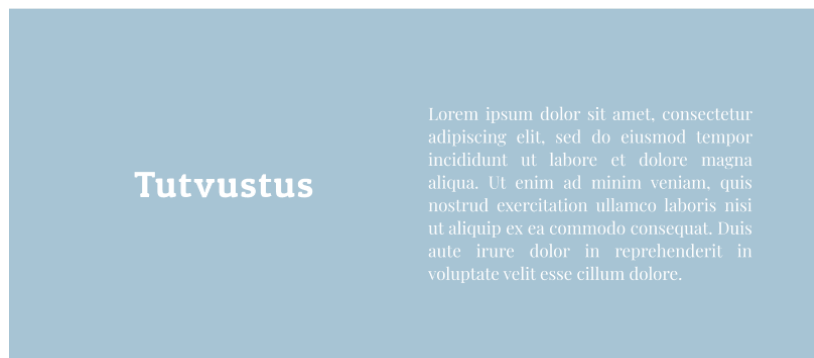 Tutvustus
Lorem ipsum dolor sit amet, consectetur
adipiscing elit, sed do eiusmod tempor
incididunt ut labore et dolore magna
aliqua. Ut enim ad minim veniam, quis
nostrud exercitation ullamco laboris nisi
ut aliquip ex ea commodo consequat. Duis
aute irure dolor in reprehenderit in
voluptate velit esse cillum dolore.